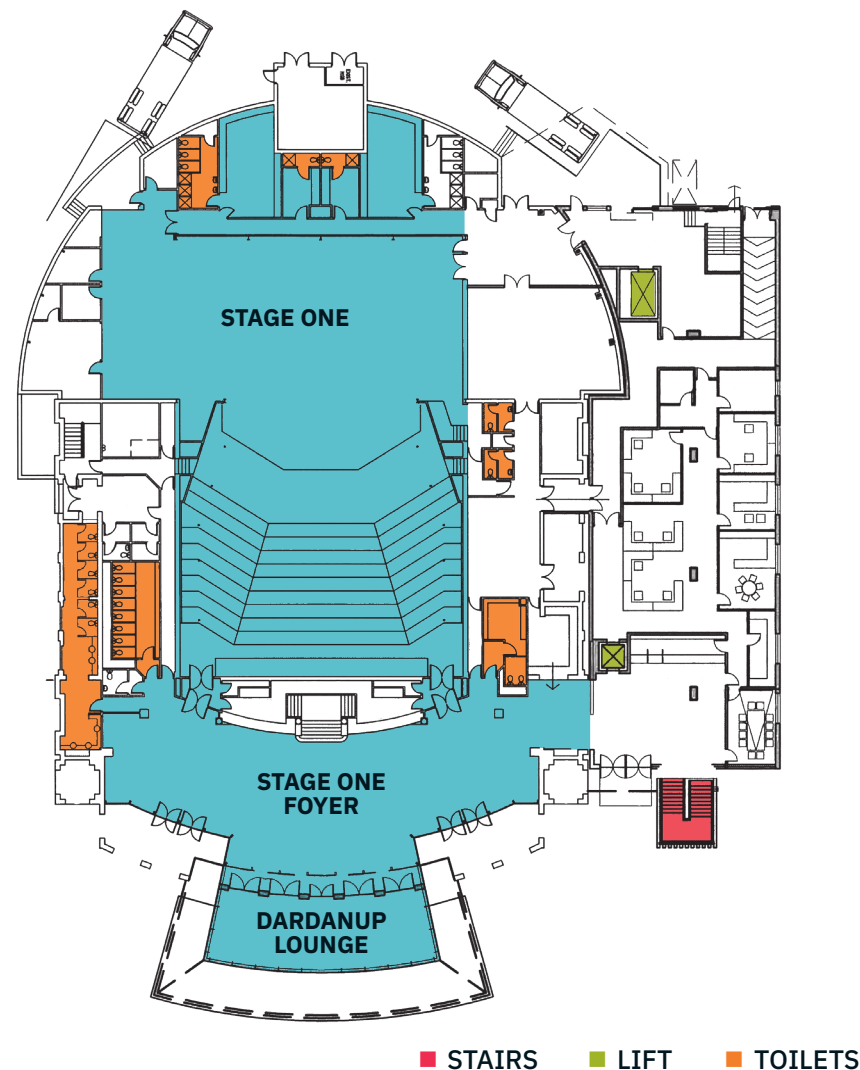 STAGE ONE
STAGE ONE
FOYER
DARDANUP
LOUNGE
STAIRS
LIFT
TOILETS